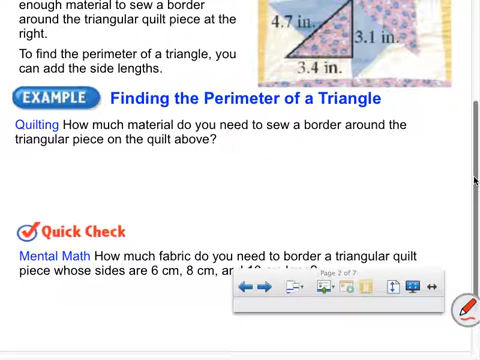 enough material to sew a border
around the triangular quilt piece at the
right.
4.7 in.
3.1 in.
3.4 in.
To find the perimeter of a triangle, you
can add the side lengths.
EXAMPLE Finding the Perimeter of a Triangle
Quilting How much material do you need to sew a border around the
triangular piece on the quilt above?
Quick Check
Mental Math How much fabric do you need to border a triangular quilt
piece whose sides are 6 cm, 8 cm, and
Page 2 of 7